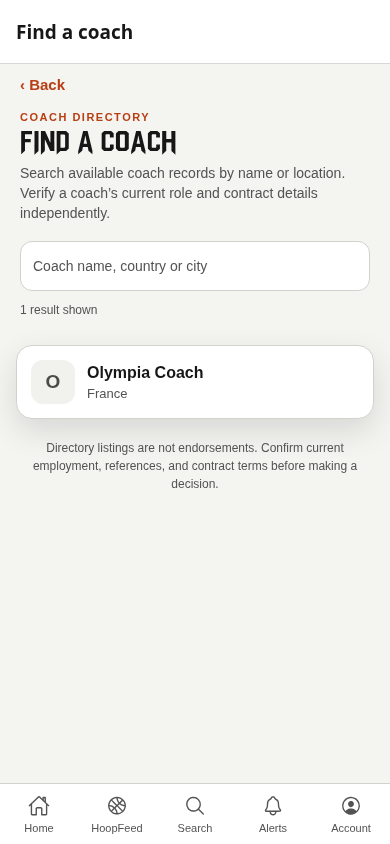 Find a coach
‹ Back
COACH DIRECTORY
FIND A COACH
Search available coach records by name or location.
Verify a coach’s current role and contract details
independently.
Coach name, country or city
1 result shown
O
Olympia Coach
France
Directory listings are not endorsements. Confirm current
employment, references, and contract terms before making a
decision.
Home
HoopFeed
Search
Alerts
Account